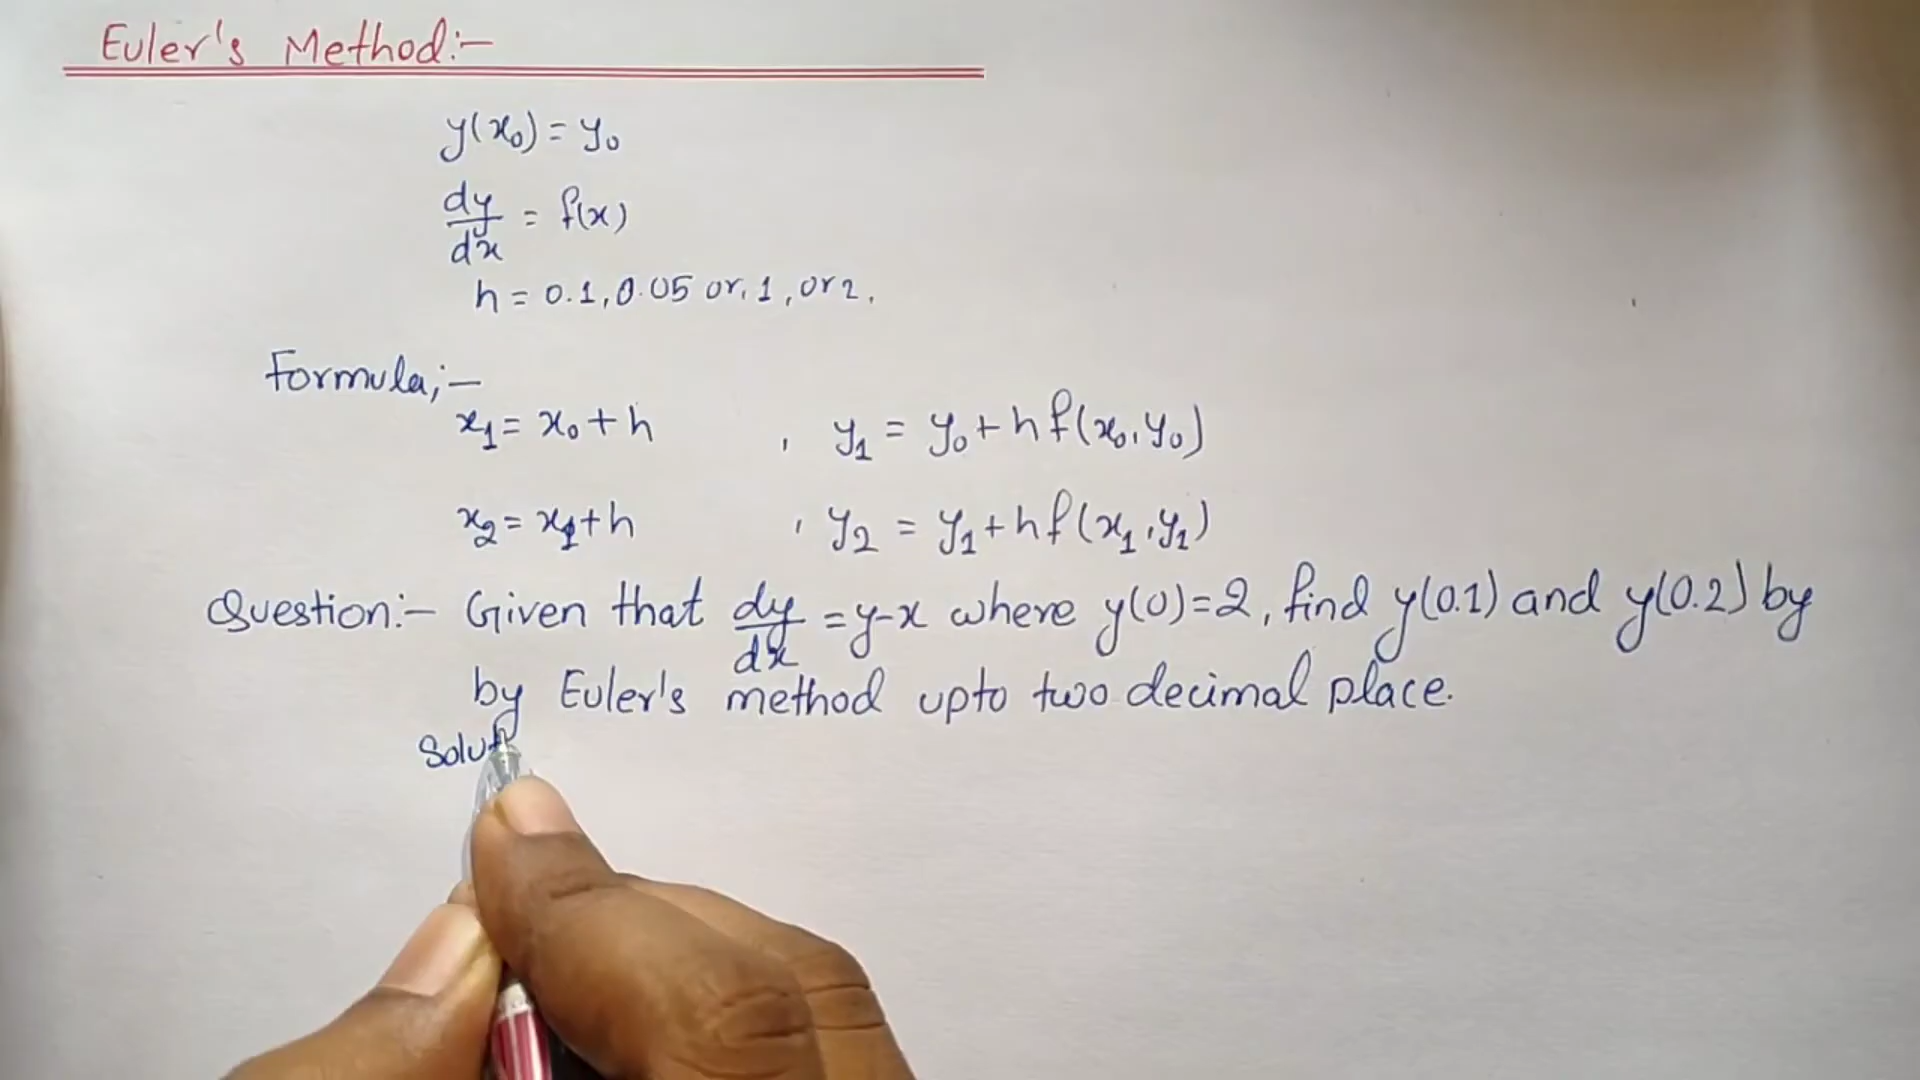 Euler's Method:-
y(x₀) = y₀
dy/dx = f(x)
h = 0.1, 0.05 or, 1, or 2.
Formula;-
x₁ = x₀ + h , y₁ = y₀ + h f(x₀, y₀)
x₂ = x₁ + h , y₂ = y₁ + h f(x₁, y₁)
Question:- Given that dy/dx = y-x where y(0)=2, find y(0.1) and y(0.2) by
by Euler's method upto two decimal place.
Solut